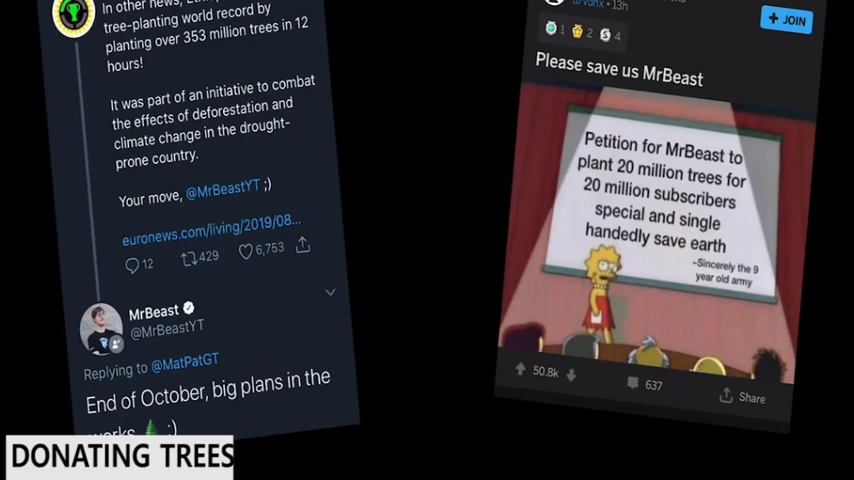 In other news,
tree-planting world record by
planting over 353 million trees in 12
hours!
It was part of an initiative to combat
the effects of deforestation and
climate change in the drought-
prone country.
Your move, @MrBeastYT ;)
euronews.com/living/2019/08...
12 429 6,753
MrBeast
@MrBeastYT
Replying to @MatPatGT
End of October, big plans in the
works 🌲 ;)
13h
+ JOIN
1 2 4
Please save us MrBeast
Petition for MrBeast to
plant 20 million trees for
20 million subscribers
special and single
handedly save earth
~Sincerely the 9
year old army
50.8k 637 Share
DONATING TREES